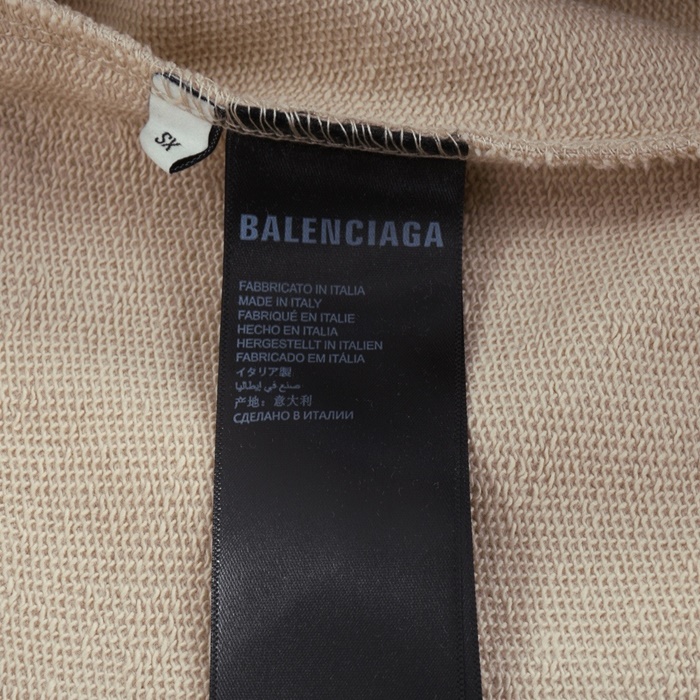 XS
BALENCIAGA
FABBRICATO IN ITALIA
MADE IN ITALY
FABRIQUÉ EN ITALIE
HECHO EN ITALIA
HERGESTELLT IN ITALIEN
FABRICADO EM ITÁLIA
イタリア製
صنع في إيطاليا
产地：意大利
СДЕЛАНО В ИТАЛИИ